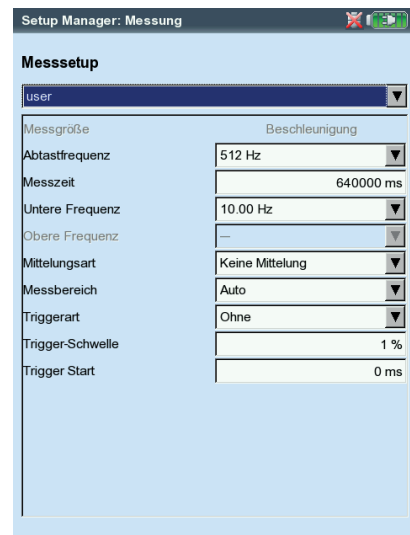 Setup Manager: Messung
Messsetup
user
Messgröße Beschleunigung
Abtastfrequenz 512 Hz
Messzeit 640000 ms
Untere Frequenz 10.00 Hz
Obere Frequenz —
Mittelungsart Keine Mittelung
Messbereich Auto
Triggerart Ohne
Trigger-Schwelle 1 %
Trigger Start 0 ms